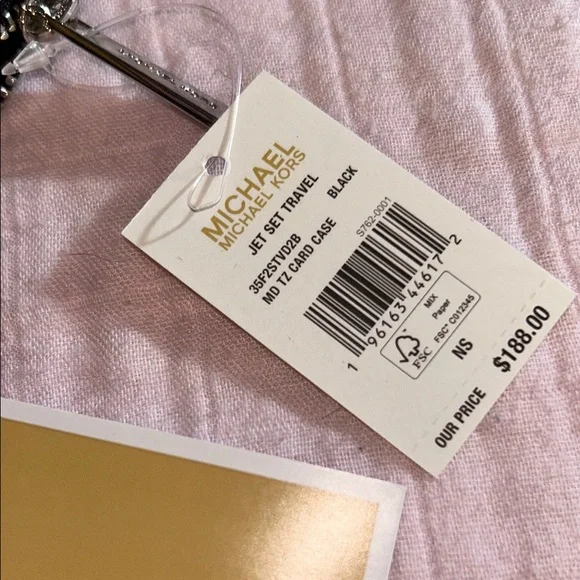 MICHAEL
MICHAEL KORS
JET SET TRAVEL
35F2STVD2B BLACK
MD TZ CARD CASE
S762-0001
1 96163 44617 2
FSC
MIX
Paper
FSC® C012345
NS
OUR PRICE $188.00